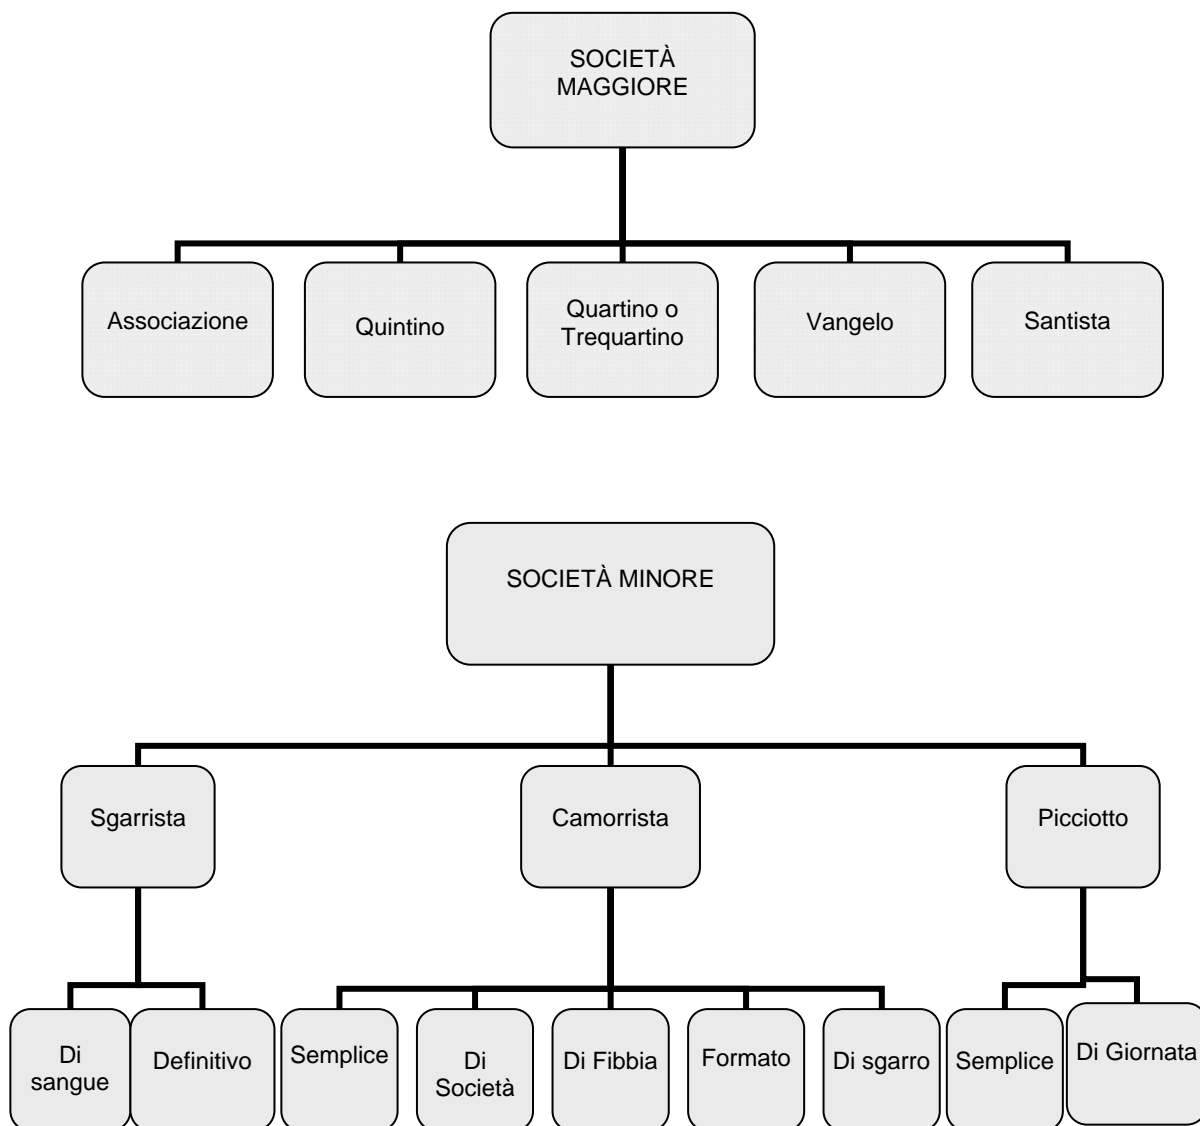 SOCIETÀ
MAGGIORE
Associazione
Quintino
Quartino o
Trequartino
Vangelo
Santista
SOCIETÀ MINORE
Sgarrista
Camorrista
Picciotto
Di
sangue
Definitivo
Semplice
Di
Società
Di Fibbia
Formato
Di sgarro
Semplice
Di Giornata